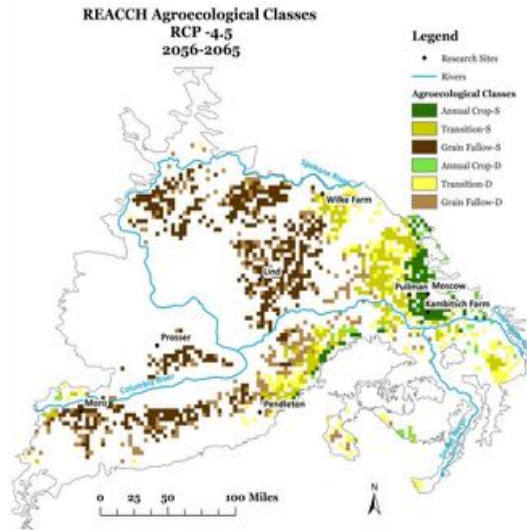 REACCH Agroecological Classes
RCP -4.5
2056-2065
Legend
Research Sites
Rivers
Agroecological Classes
Annual Crop-S
Transition-S
Grain Fallow-S
Annual Crop-D
Transition-D
Grain Fallow-D
Spokane River
Wilke Farm
Lind
Pullman Moscow
Kambitsch Farm
Prosser
Columbia River
Moro
Pendleton
N
0 25 50 100 Miles